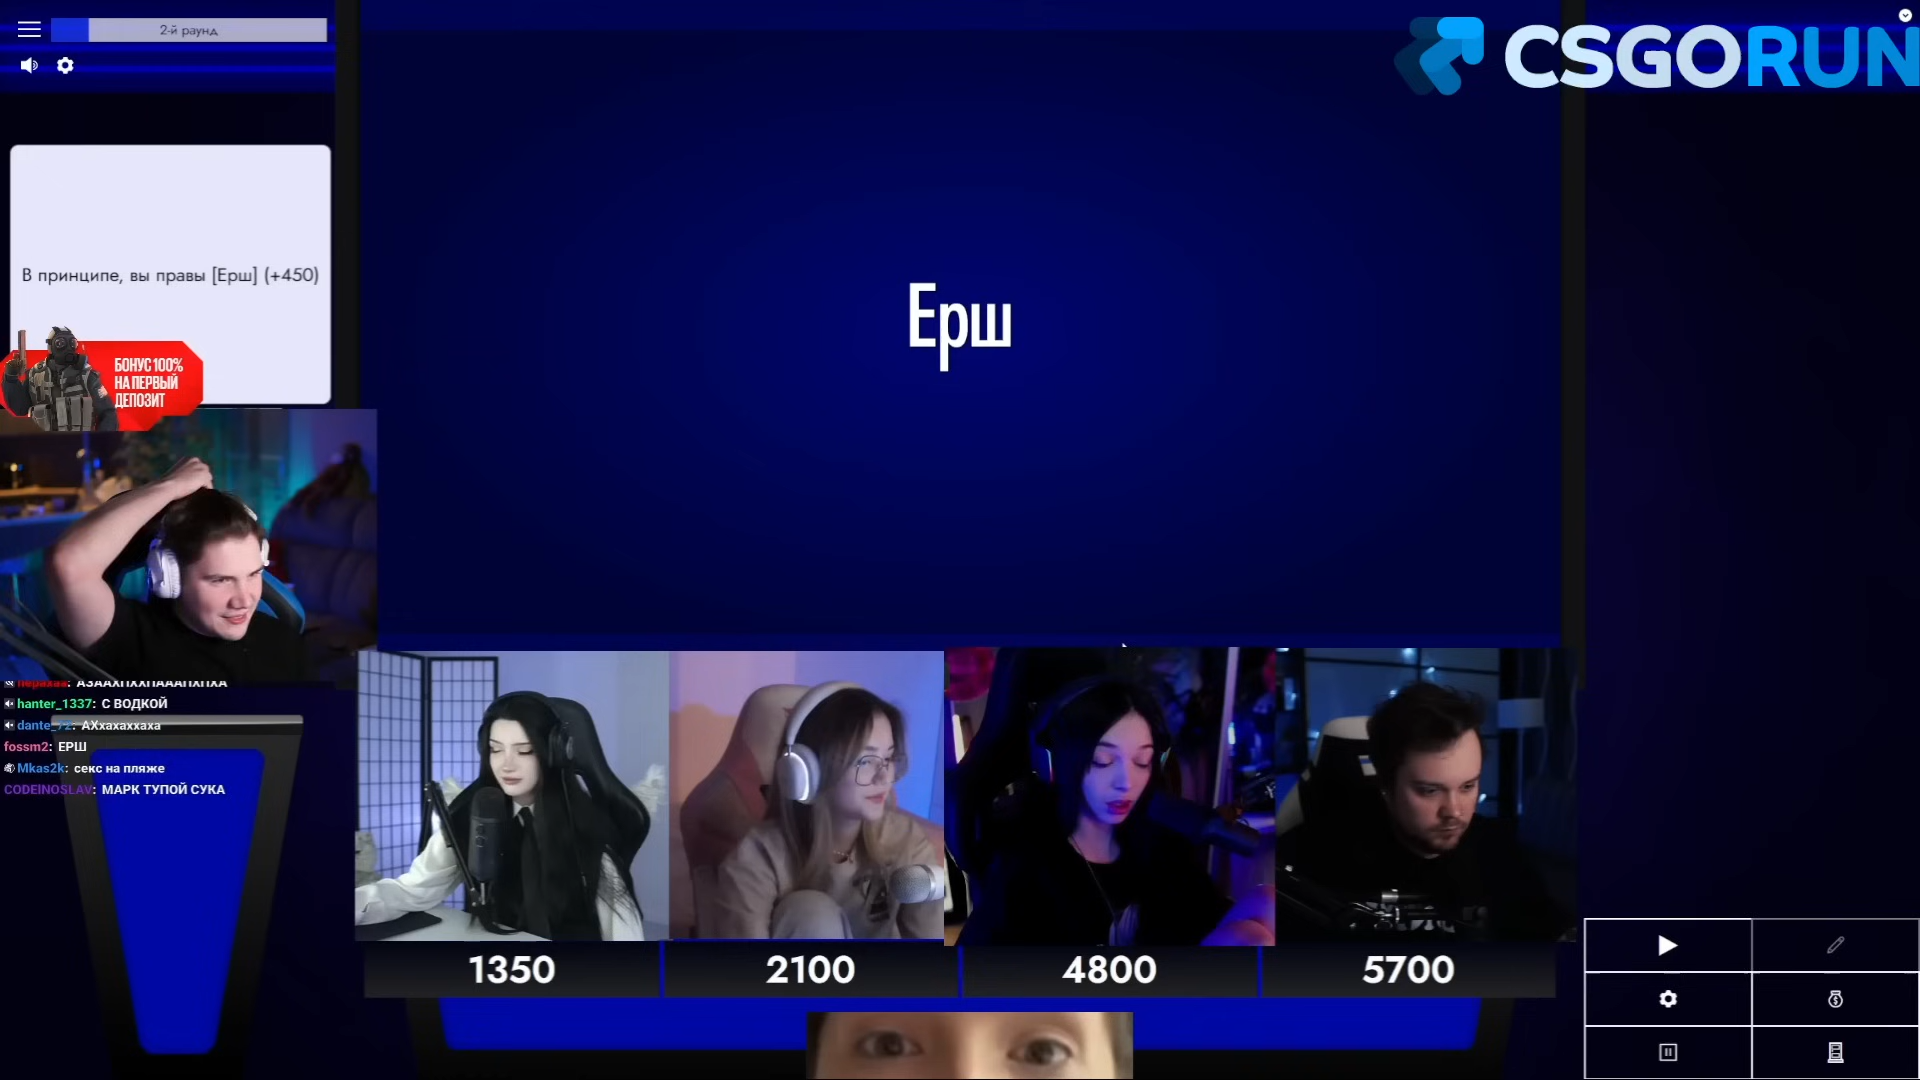 2-й раунд
CSGORUN
В принципе, вы правы [Ерш] (+450)
Ерш
БОНУС 100%
НА ПЕРВЫЙ
ДЕПОЗИТ
hanter_1337: С ВОДКОЙ
dante_72: АХхахаххаха
fossm2: ЕРШ
Mkas2k: секс на пляже
CODEINOSLAV: МАРК ТУПОЙ СУКА
1350
2100
4800
5700